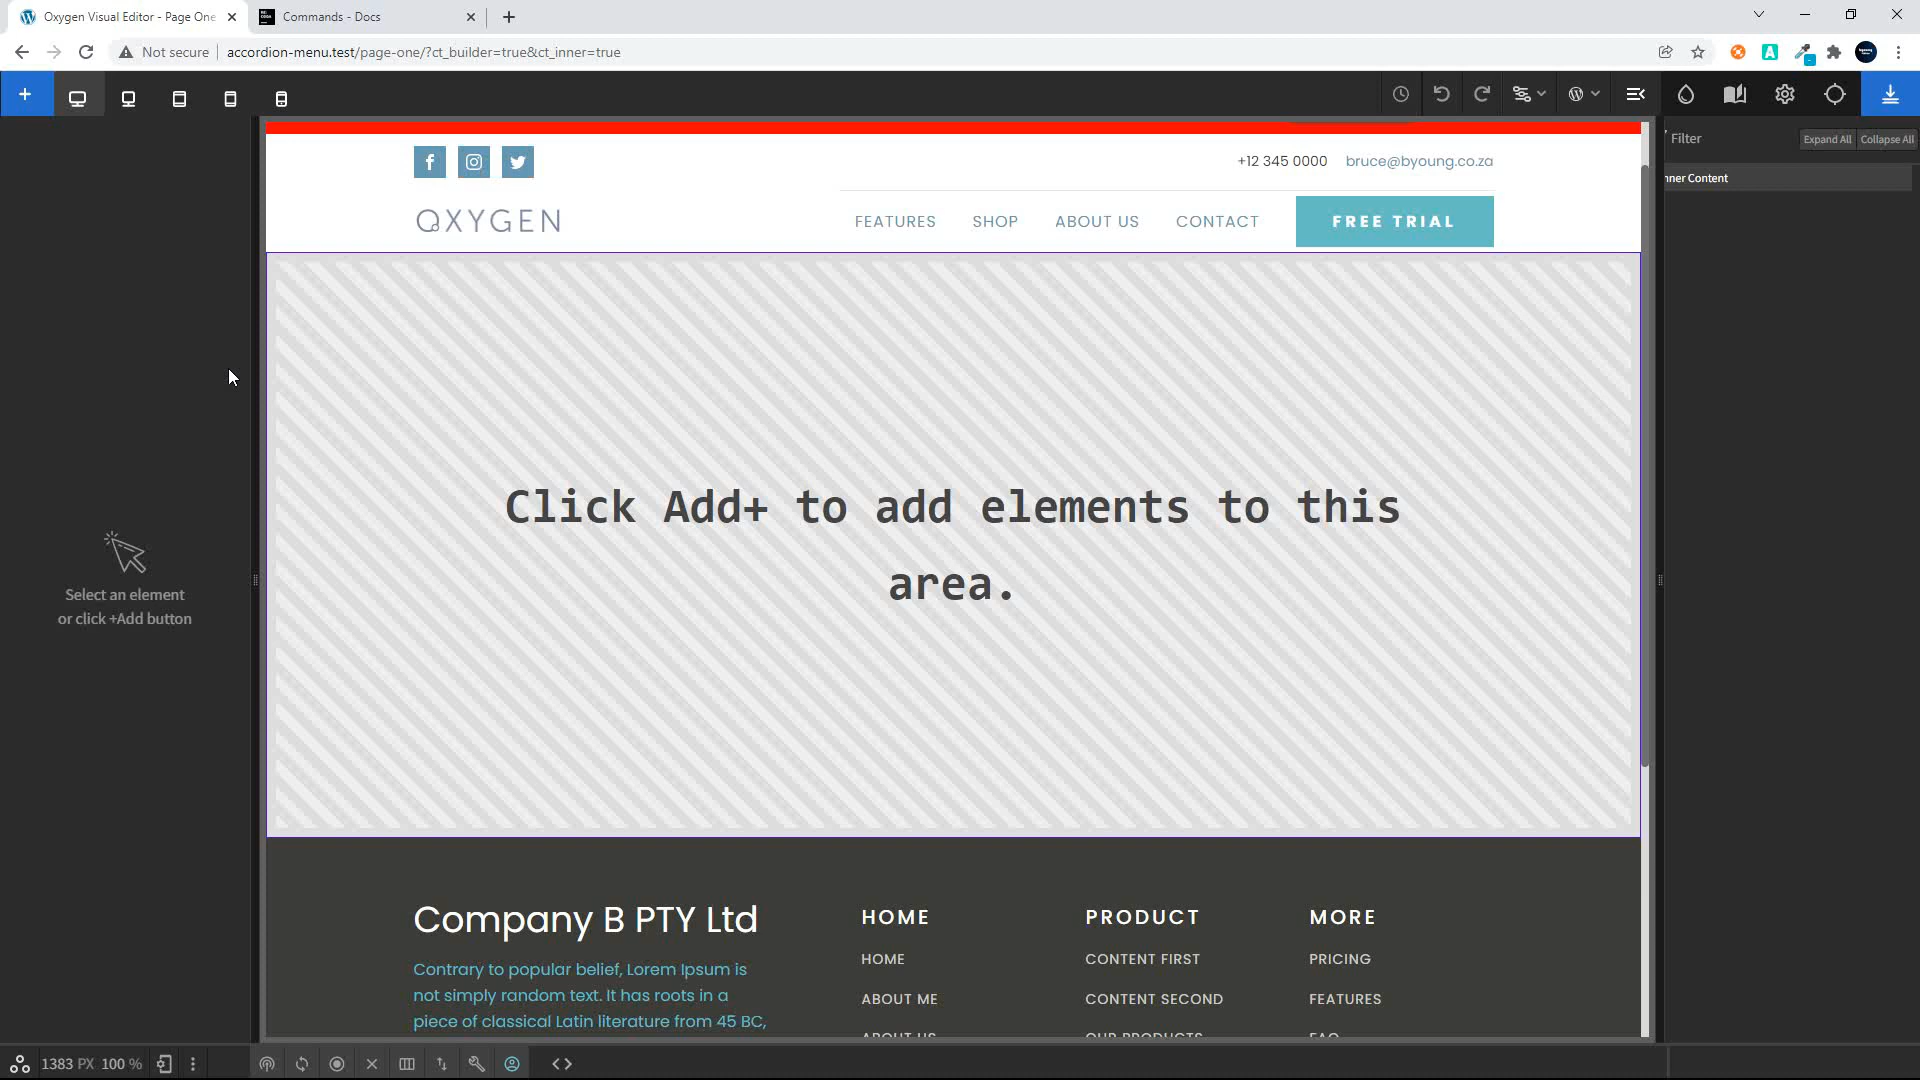 Oxygen Visual Editor - Page One
Commands - Docs
Not secure
accordion-menu.test/page-one/?ct_builder=true&ct_inner=true
Filter
Expand All
Collapse All
nner Content
+12 345 0000
bruce@byoung.co.za
OXYGEN
FEATURES
SHOP
ABOUT US
CONTACT
FREE TRIAL
Click Add+ to add elements to this
area.
Select an element
or click +Add button
Company B PTY Ltd
Contrary to popular belief, Lorem Ipsum is
not simply random text. It has roots in a
piece of classical Latin literature from 45 BC,
HOME
HOME
ABOUT ME
ABOUT US
PRODUCT
CONTENT FIRST
CONTENT SECOND
OUR PRODUCTS
MORE
PRICING
FEATURES
FAQ
1383 PX 100 %